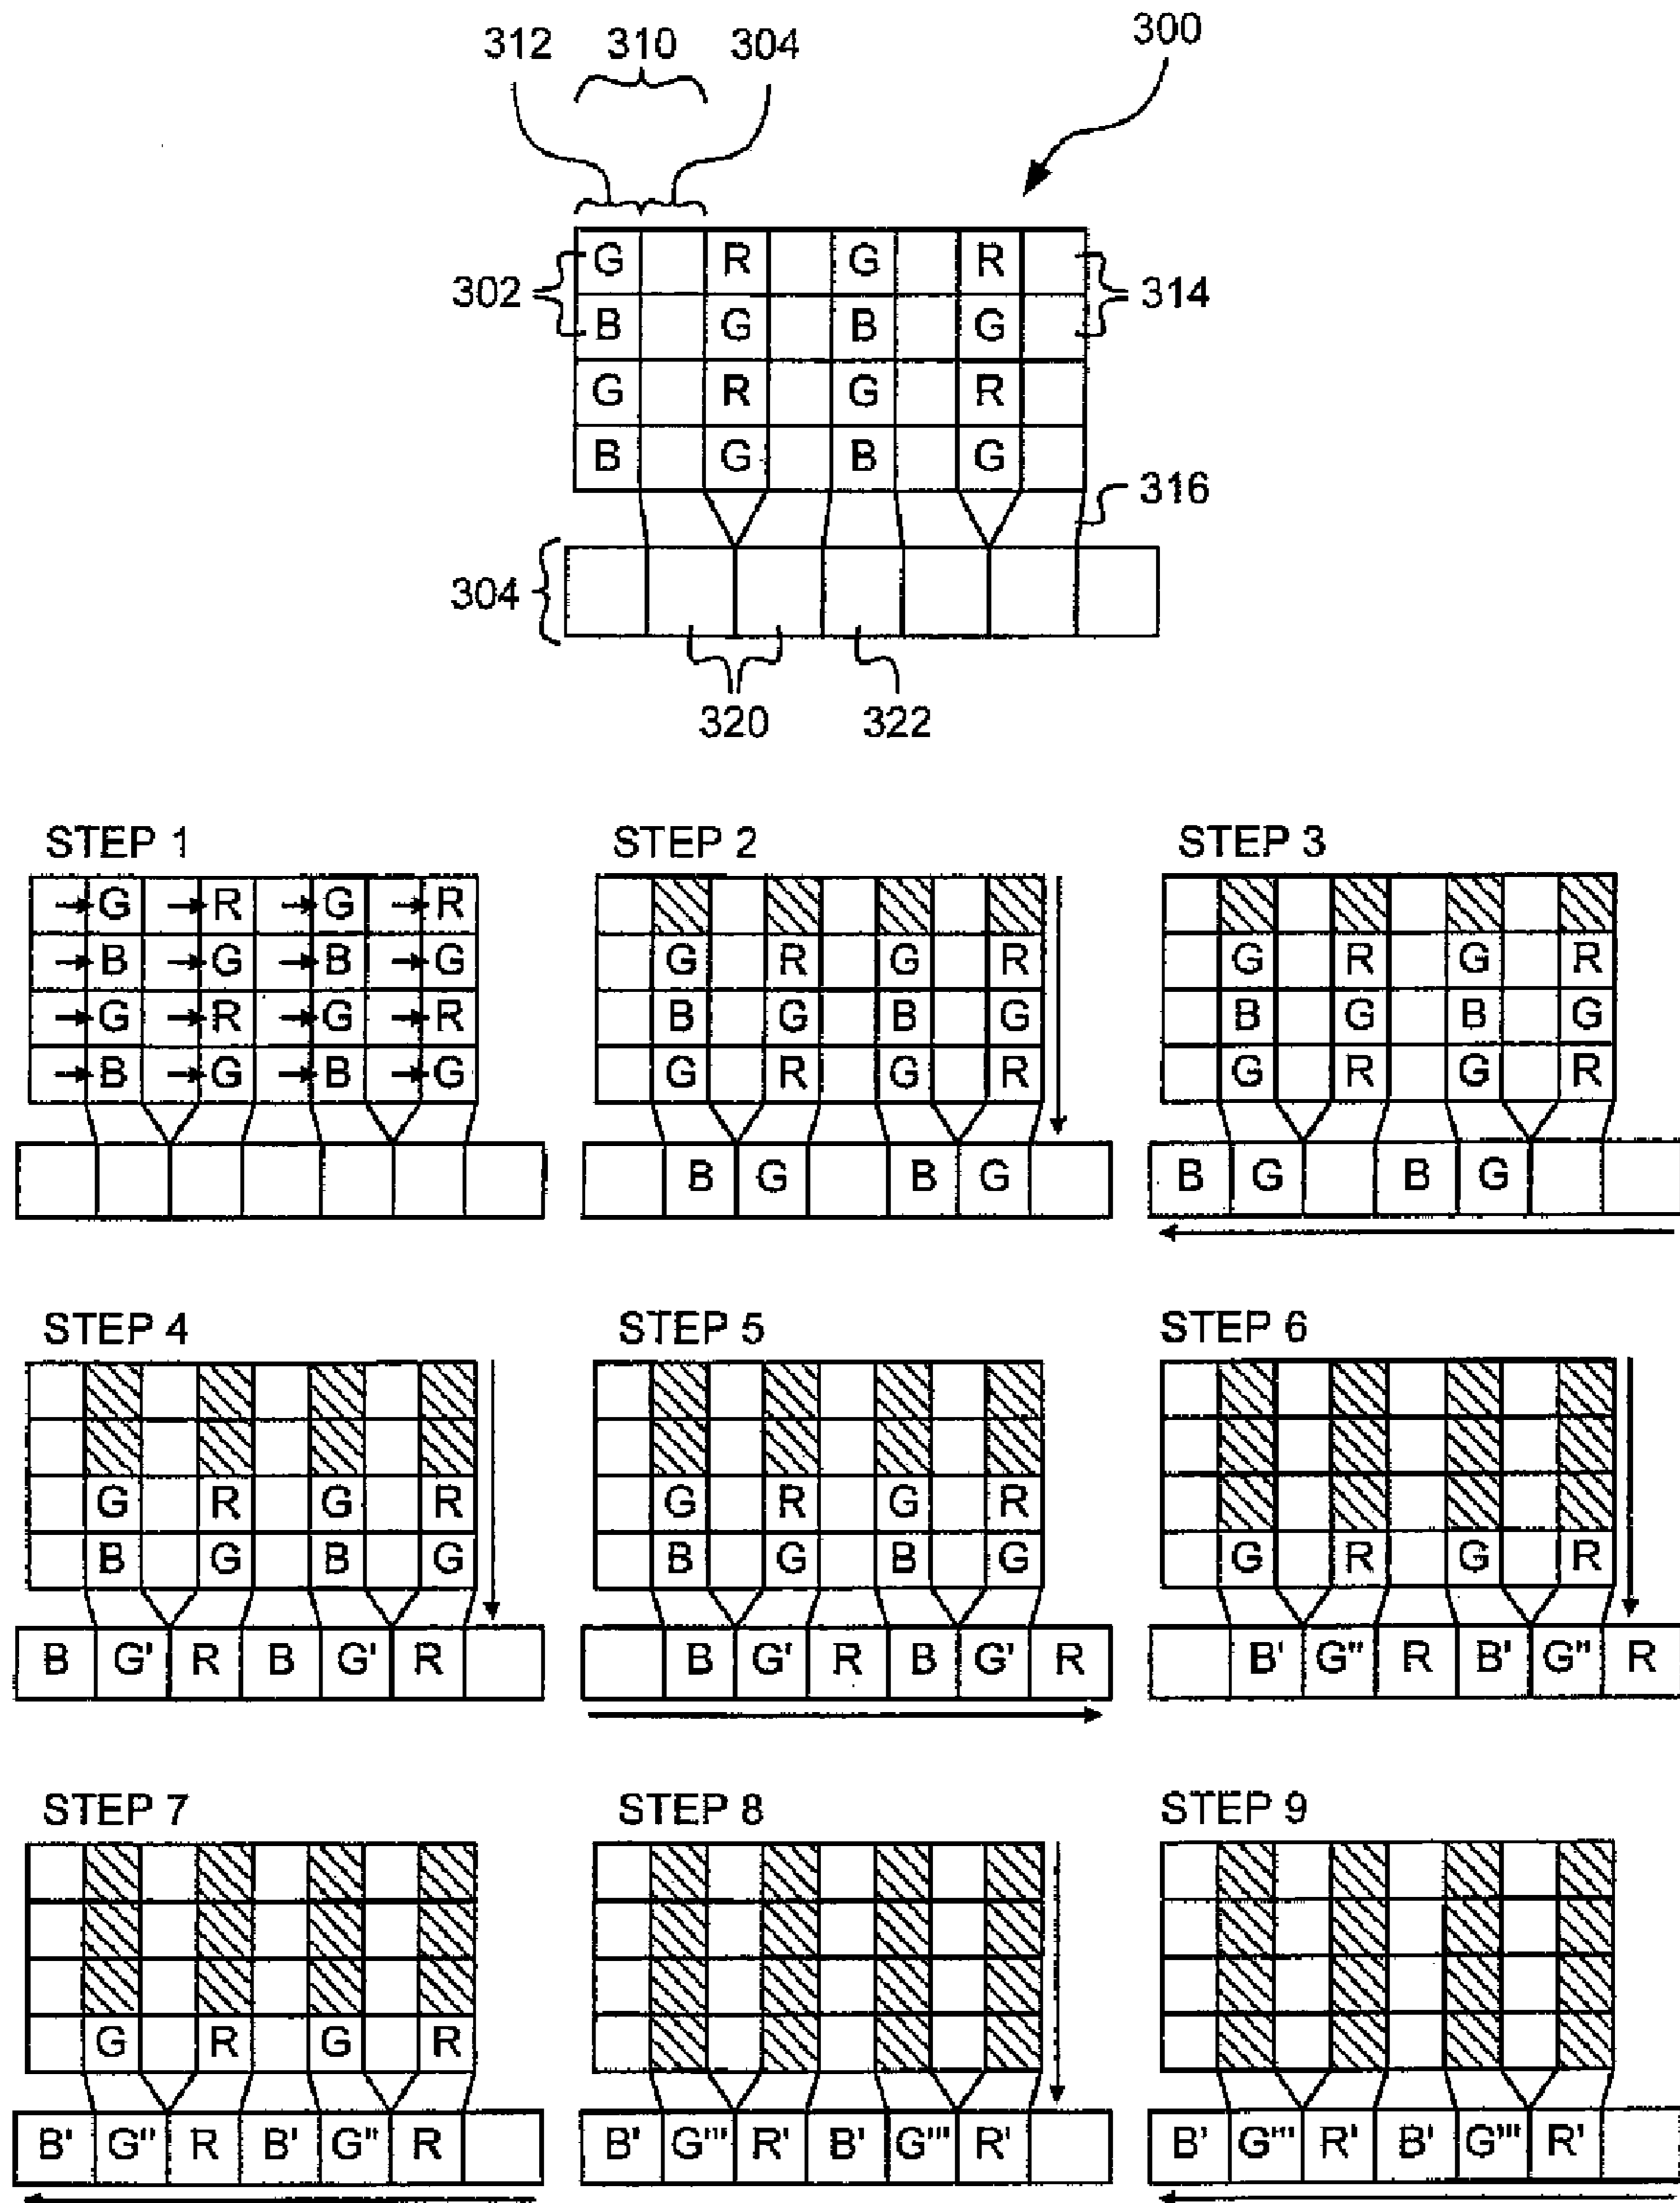 312 310 304 300
G R G R
302 314
B G B G
G R G R
B G B G
316
304
320 322
STEP 1 STEP 2 STEP 3
G R G R
B G B G G R G R G R G R
G R G R B G B G B G B G
B G B G G R G R G R G R
B G B G B G B G
STEP 4 STEP 5 STEP 6
G R G R G R G R
B G B G B G B G G R G R
B G' R B G' R B G' R B G' R B' G" R B' G" R
STEP 7 STEP 8 STEP 9
G R G R
B' G" R B' G" R B' G''' R' B' G''' R' B' G''' R' B' G''' R'